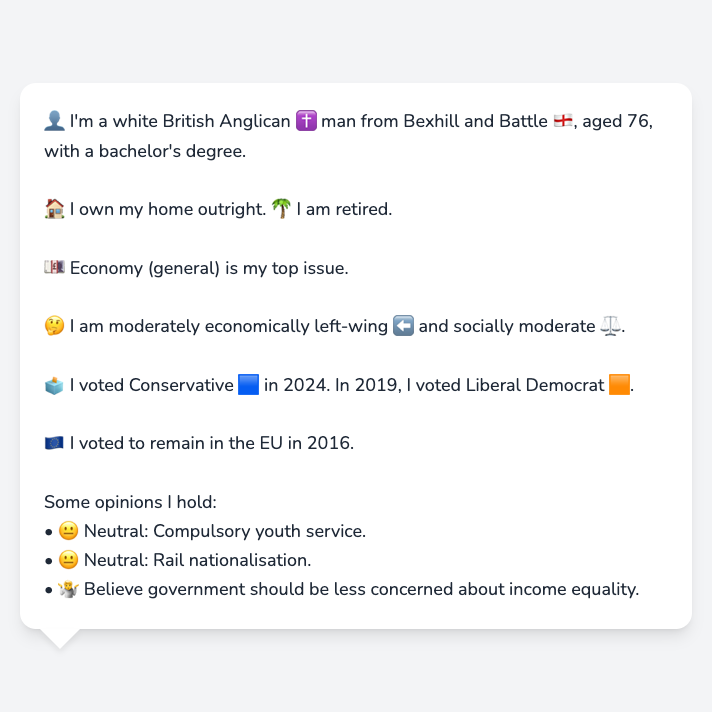 👤 I'm a white British Anglican ✝️ man from Bexhill and Battle 🏴󠁧󠁢󠁥󠁮󠁧󠁿, aged 76,
with a bachelor's degree.
🏠 I own my home outright. 🌴 I am retired.
💷 Economy (general) is my top issue.
🤔 I am moderately economically left-wing ⬅️ and socially moderate ⚖️.
🗳️ I voted Conservative 🟦 in 2024. In 2019, I voted Liberal Democrat 🟧.
🇪🇺 I voted to remain in the EU in 2016.
Some opinions I hold:
• 😐 Neutral: Compulsory youth service.
• 😐 Neutral: Rail nationalisation.
• 🤷 Believe government should be less concerned about income equality.